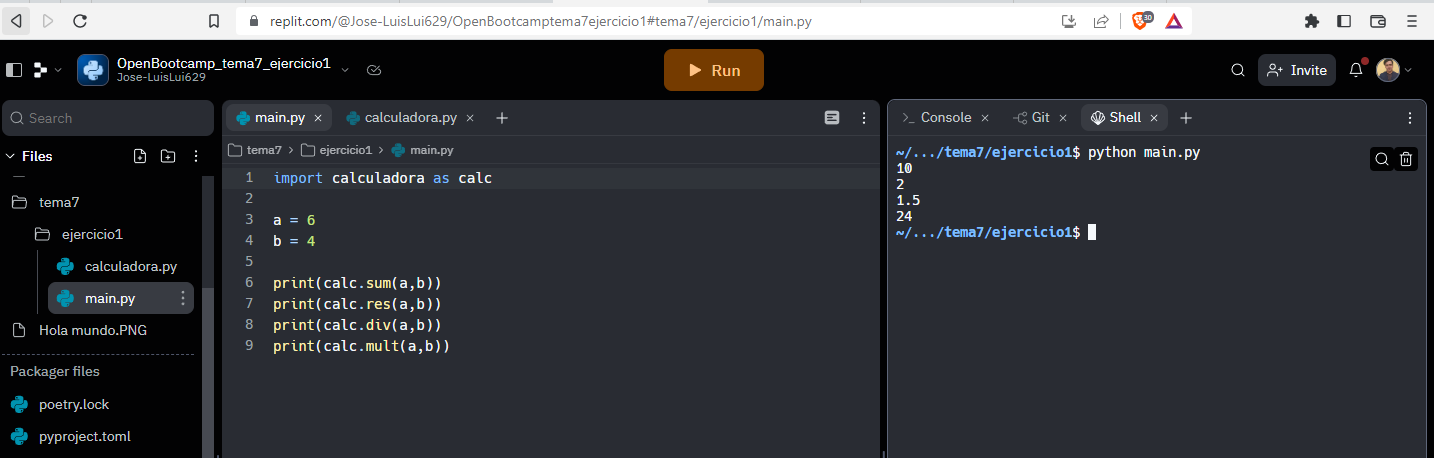 replit.com/@Jose-LuisLui629/OpenBootcamptema7ejercicio1#tema7/ejercicio1/main.py
30
OpenBootcamp_tema7_ejercicio1
Jose-LuisLui629
Run
Invite
Search
Files
tema7
ejercicio1
calculadora.py
main.py
Hola mundo.PNG
Packager files
poetry.lock
pyproject.toml
main.py
calculadora.py
tema7 > ejercicio1 > main.py
1 import calculadora as calc
2
3 a = 6
4 b = 4
5
6 print(calc.sum(a,b))
7 print(calc.res(a,b))
8 print(calc.div(a,b))
9 print(calc.mult(a,b))
Console
Git
Shell
~/.../tema7/ejercicio1$ python main.py
10
2
1.5
24
~/.../tema7/ejercicio1$